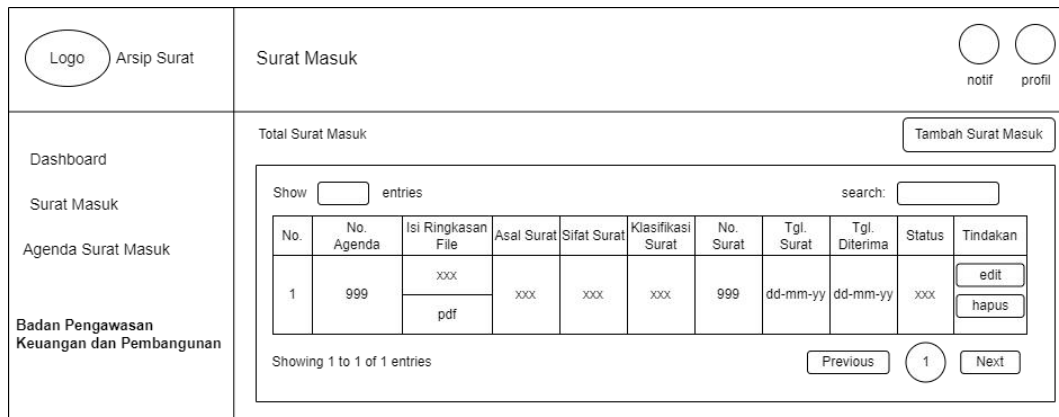 Logo
Arsip Surat
Surat Masuk
notif
profil
Dashboard
Surat Masuk
Agenda Surat Masuk
Badan Pengawasan
Keuangan dan Pembangunan
Total Surat Masuk
Tambah Surat Masuk
Show
entries
search:
No.
No.
Agenda
Isi Ringkasan
File
Asal Surat
Sifat Surat
Klasifikasi
Surat
No.
Surat
Tgl.
Surat
Tgl.
Diterima
Status
Tindakan
1
999
xxx
pdf
xxx
xxx
xxx
999
dd-mm-yy
dd-mm-yy
xxx
edit
hapus
Showing 1 to 1 of 1 entries
Previous
1
Next